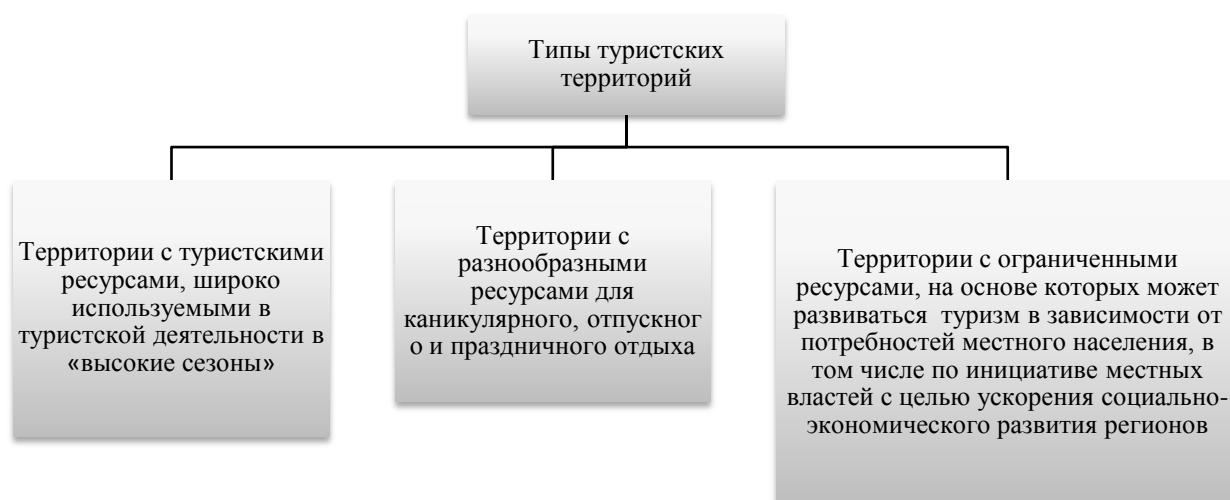 Типы туристских
территорий
Территории с туристскими
ресурсами, широко
используемыми в
туристской деятельности в
«высокие сезоны»
Территории с
разнообразными
ресурсами для
каникулярного, отпускног
о и праздничного отдыха
Территории с ограниченными
ресурсами, на основе которых может
развиваться  туризм в зависимости от
потребностей местного населения, в
том числе по инициативе местных
властей с целью ускорения социально-
экономического развития регионов